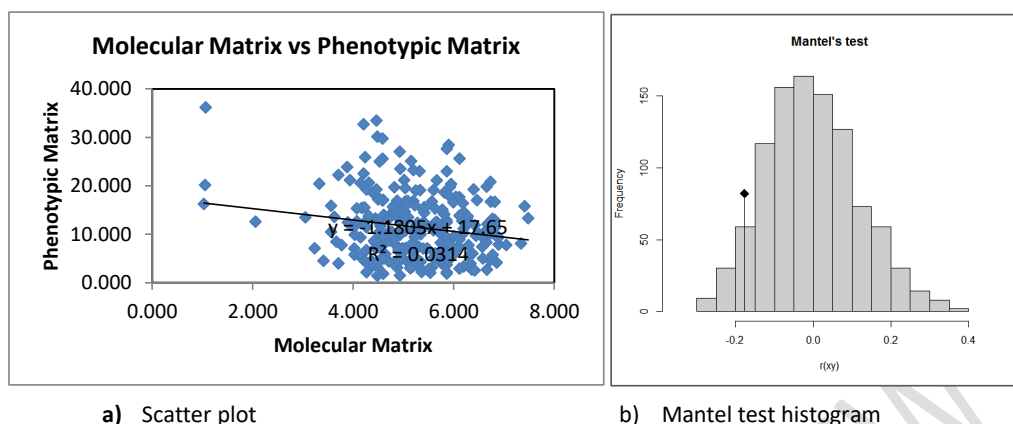 Molecular Matrix vs Phenotypic Matrix
Phenotypic Matrix
40.000
30.000
20.000
10.000
0.000
y = -1.1805x + 17.65
R² = 0.0314
0.000 2.000 4.000 6.000 8.000
Molecular Matrix
Mantel's test
Frequency
150
100
50
0
-0.2 0.0 0.2 0.4
r(xy)
a) Scatter plot
b) Mantel test histogram